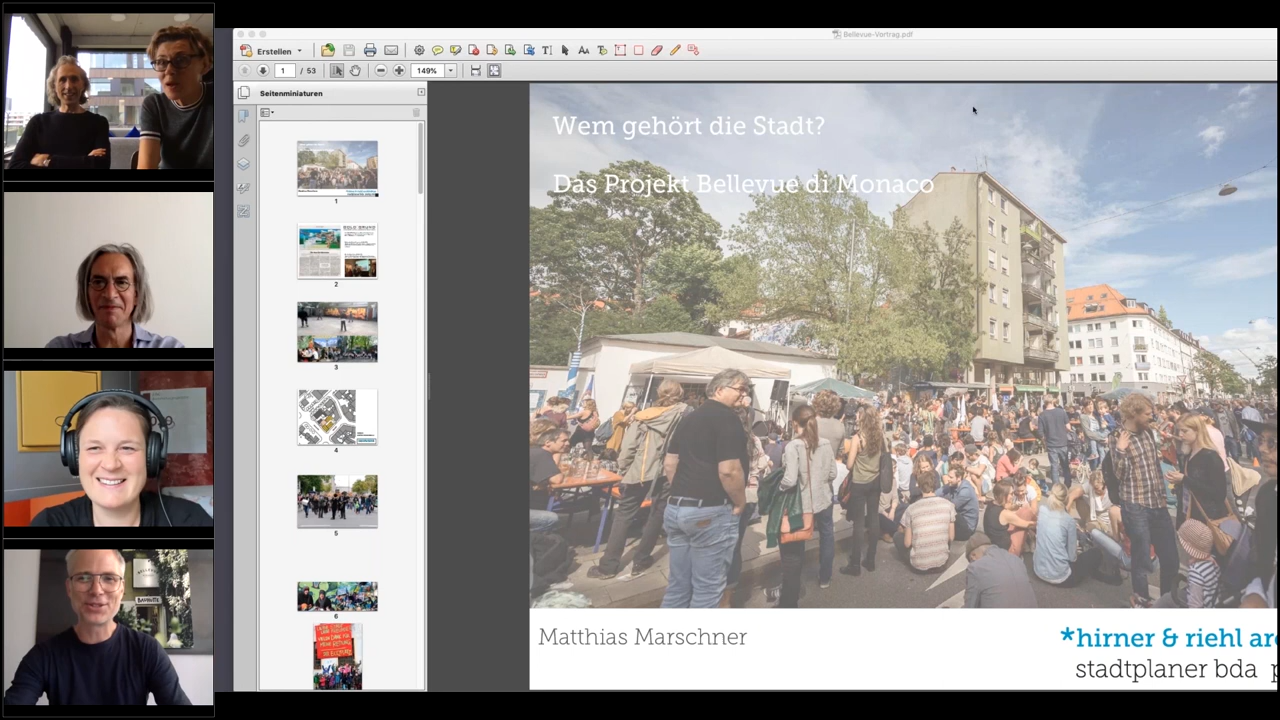 Bellevue-Vortrag.pdf
Erstellen
1 / 53
149%
Seitenminiaturen
1
2
3
4
5
6
Wem gehört die Stadt?
Das Projekt Bellevue di Monaco
Matthias Marschner
*hirner & riehl ar
stadtplaner bda p